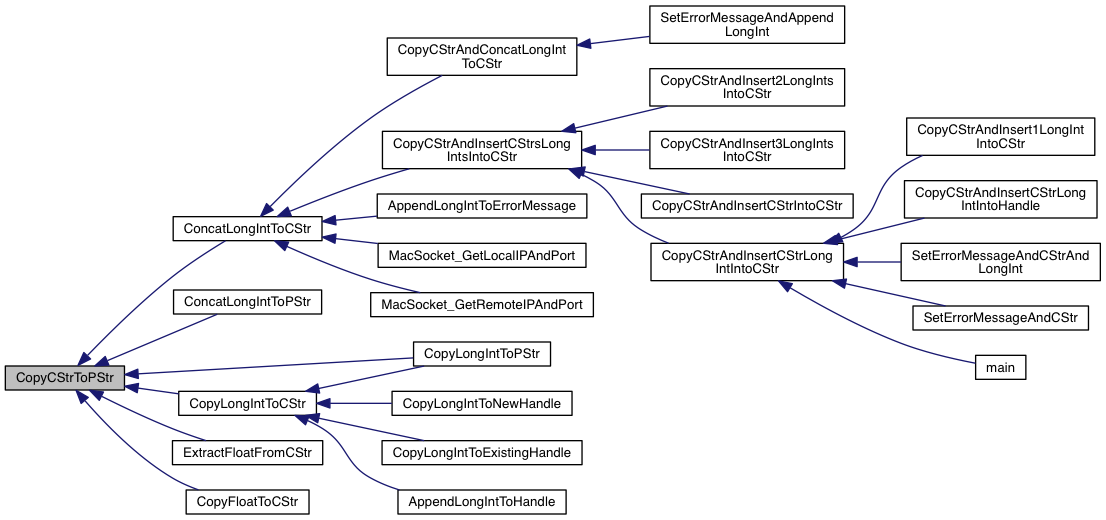 SetErrorMessageAndAppend
LongInt
CopyCStrAndConcatLongInt
ToCStr
CopyCStrAndInsert2LongInts
IntoCStr
CopyCStrAndInsert1LongInt
IntoCStr
CopyCStrAndInsertCStrsLong
IntsIntoCStr
CopyCStrAndInsert3LongInts
IntoCStr
CopyCStrAndInsertCStrLong
IntIntoHandle
AppendLongIntToErrorMessage
CopyCStrAndInsertCStrIntoCStr
ConcatLongIntToCStr
MacSocket_GetLocalIPAndPort
CopyCStrAndInsertCStrLong
IntIntoCStr
SetErrorMessageAndCStrAnd
LongInt
ConcatLongIntToPStr
MacSocket_GetRemoteIPAndPort
SetErrorMessageAndCStr
CopyLongIntToPStr
main
CopyCStrToPStr
CopyLongIntToCStr
CopyLongIntToNewHandle
ExtractFloatFromCStr
CopyLongIntToExistingHandle
CopyFloatToCStr
AppendLongIntToHandle